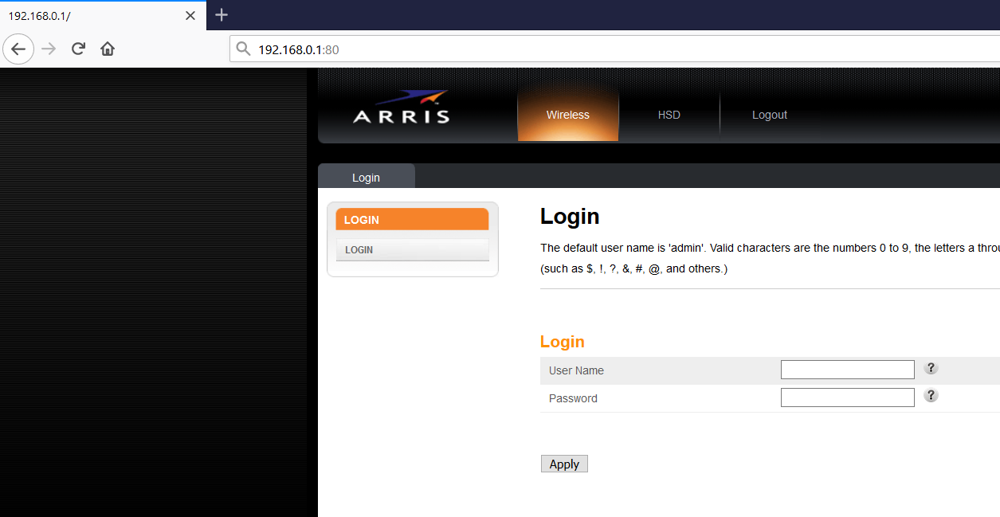 192.168.0.1/
192.168.0.1:80
ARRIS
Wireless
HSD
Logout
Login
LOGIN
LOGIN
Login
The default user name is 'admin'. Valid characters are the numbers 0 to 9, the letters a throu
(such as $, !, ?, &, #, @, and others.)
Login
User Name
?
Password
?
Apply